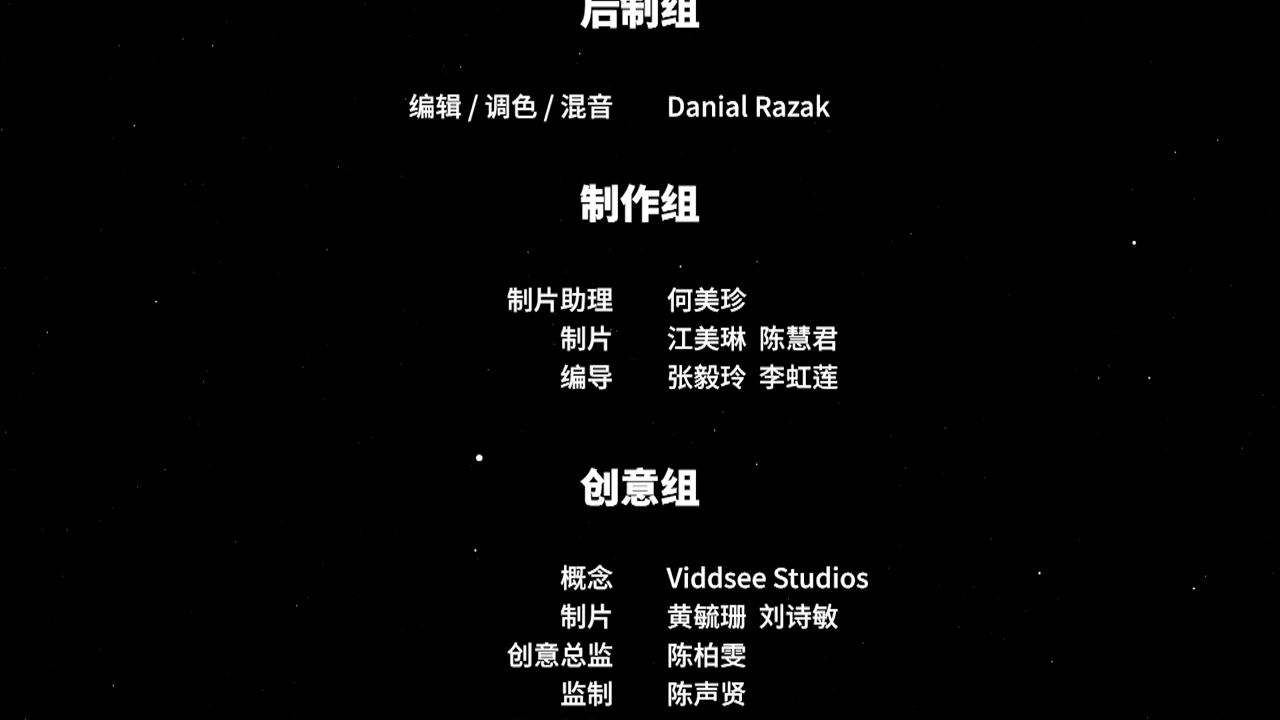 后制组
编辑 / 调色 / 混音 Danial Razak
制作组
制片助理 何美珍
制片 江美琳 陈慧君
编导 张毅玲 李虹莲
创意组
概念 Viddsee Studios
制片 黄毓珊 刘诗敏
创意总监 陈柏雯
监制 陈声贤